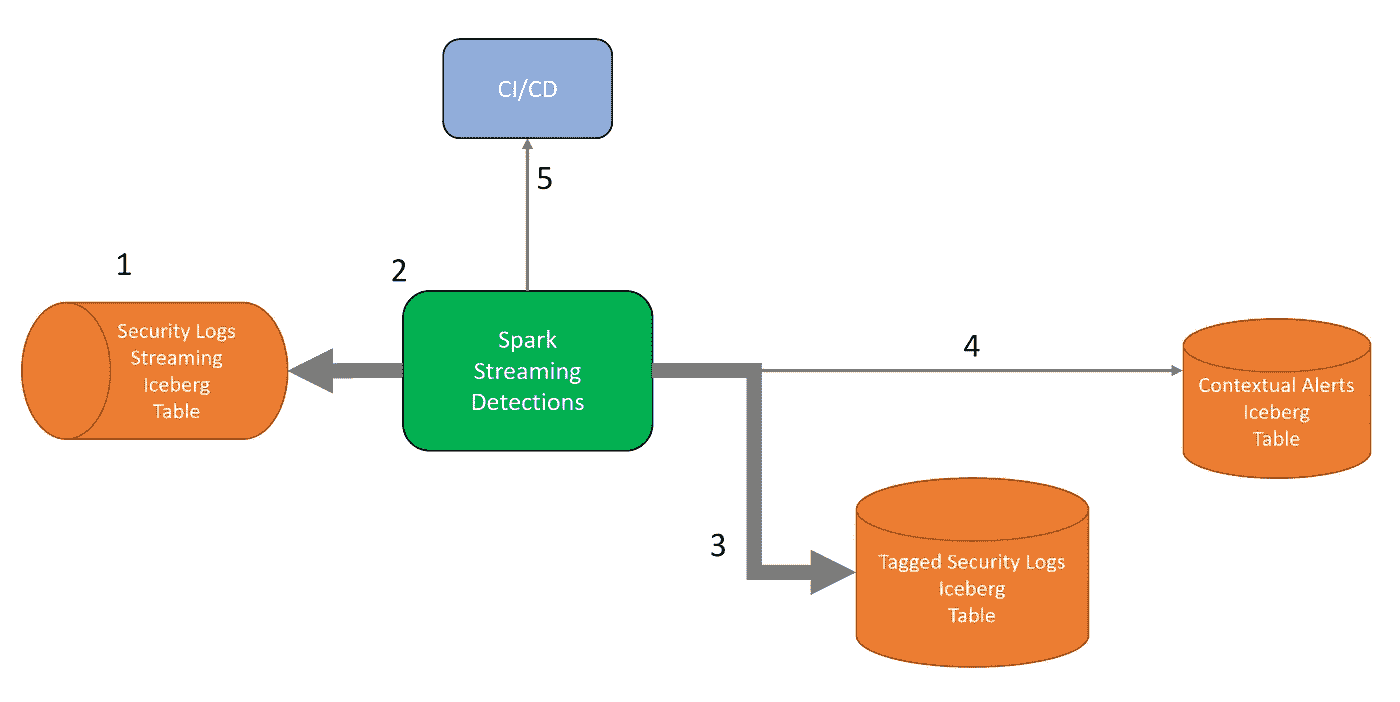 CI/CD
5
1
2
Security Logs
Streaming
Iceberg
Table
Spark
Streaming
Detections
4
Contextual Alerts
Iceberg
Table
3
Tagged Security Logs
Iceberg
Table